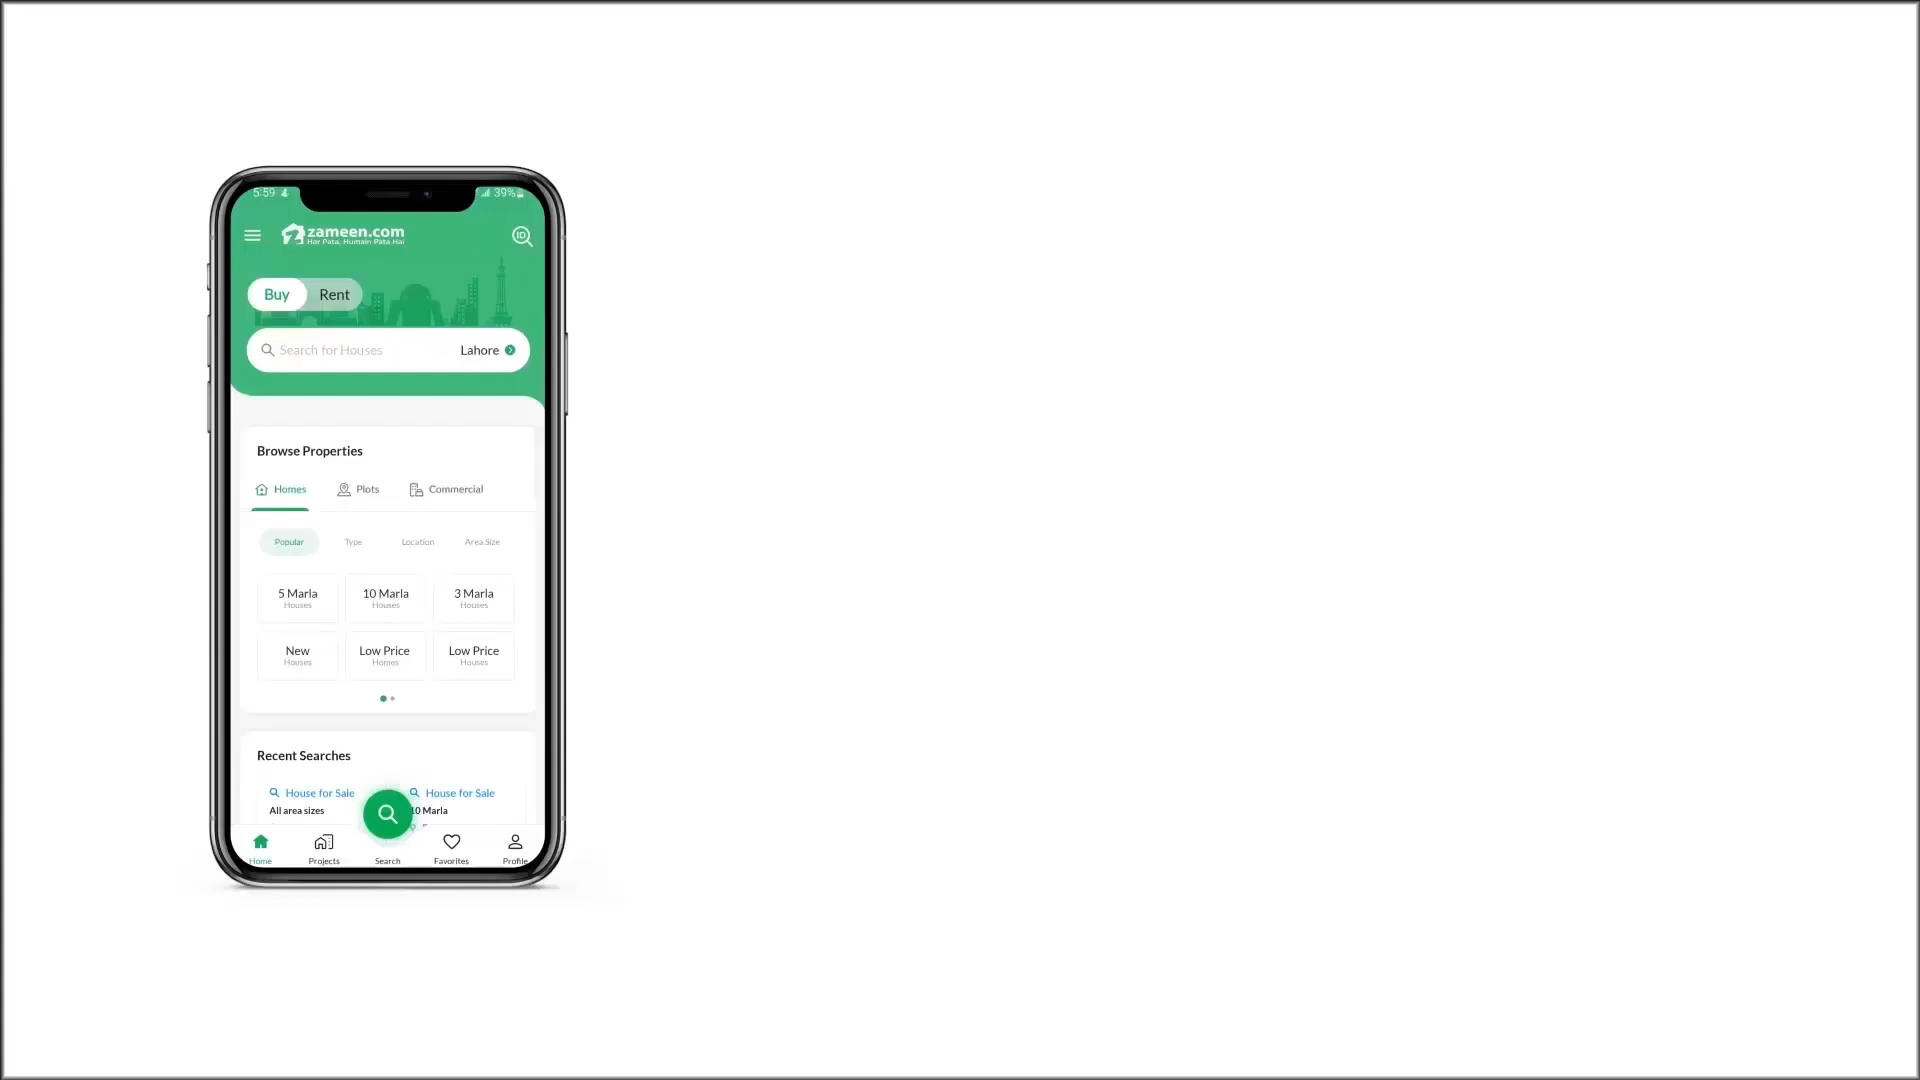 5:59
39%
zameen.com
Har Pata, Humain Pata Hai
ID
Buy Rent
Search for Houses Lahore
Browse Properties
Homes Plots Commercial
Popular Type Location Area Size
5 Marla 10 Marla 3 Marla
Houses Houses Houses
New Low Price Low Price
Houses Homes Houses
Recent Searches
House for Sale House for Sale
All area sizes 10 Marla
Home Projects Search Favorites Profile